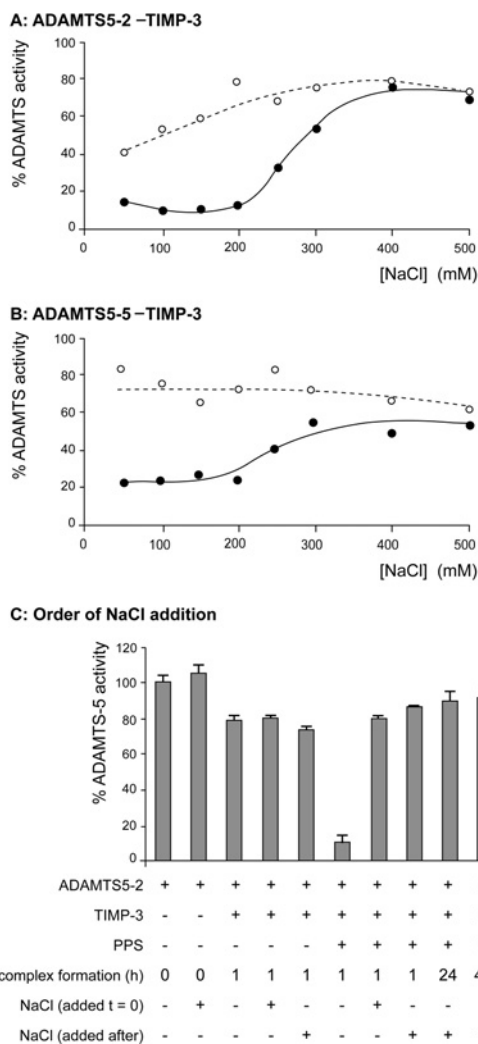 A: ADAMTS5-2 –TIMP-3
100
80
60
40
20
0
% ADAMTS activity
0 100 200 300 400 500
[NaCl] (mM)
B: ADAMTS5-5 –TIMP-3
100
80
60
40
20
0
% ADAMTS activity
0 100 200 300 400 500
[NaCl] (mM)
C: Order of NaCl addition
120
100
80
60
40
20
0
% ADAMTS-5 activity
ADAMTS5-2 + + + + + + + + +
TIMP-3 - - + + + + + + +
PPS - - - - - + + + +
complex formation (h) 0 0 1 1 1 1 1 1 24 4
NaCl (added t = 0) - + - + - - + - -
NaCl (added after) - - - - + - - + +